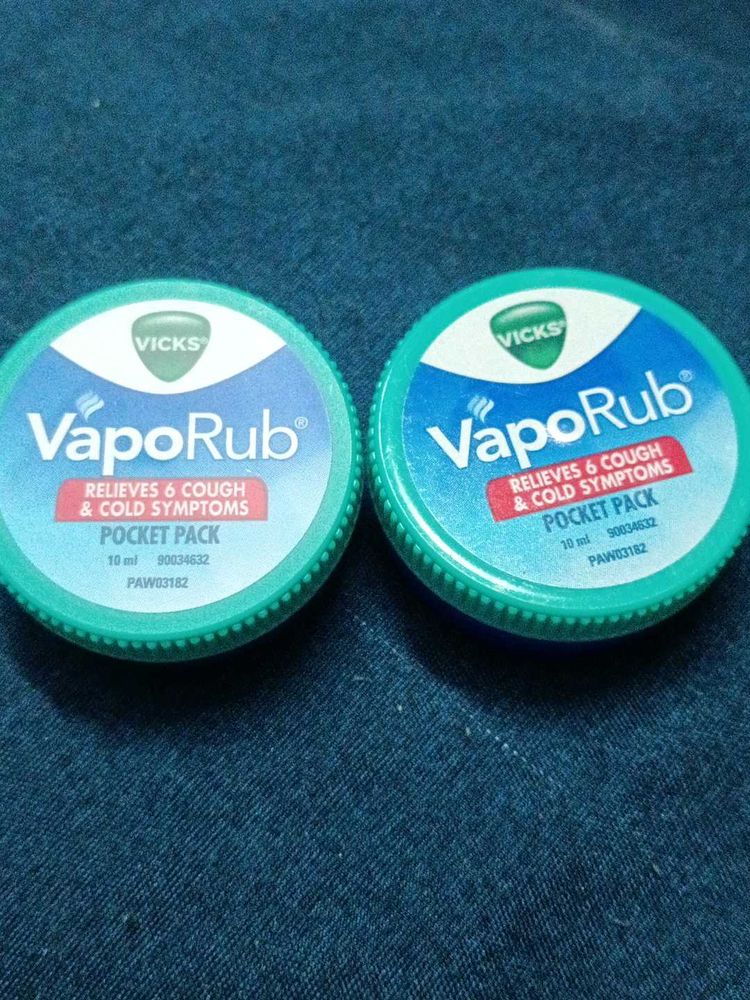 VICKS®
VapoRub®
RELIEVES 6 COUGH
& COLD SYMPTOMS
POCKET PACK
10 ml 90034632
PAW03182
VICKS®
VapoRub®
RELIEVES 6 COUGH
& COLD SYMPTOMS
POCKET PACK
10 ml 90034632
PAW03182